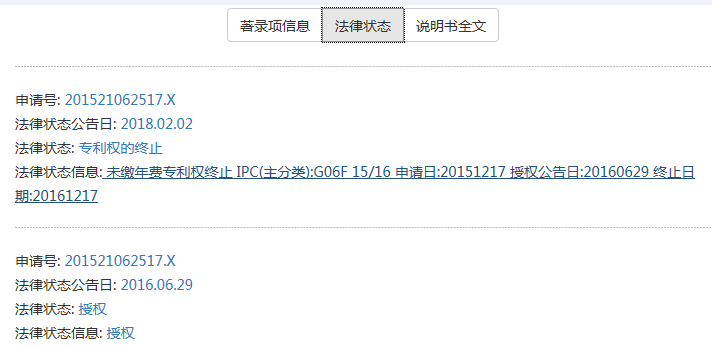 著录项信息 法律状态 说明书全文
申请号: 201521062517.X
法律状态公告日: 2018.02.02
法律状态: 专利权的终止
法律状态信息: 未缴年费专利权终止 IPC(主分类):G06F 15/16 申请日:20151217 授权公告日:20160629 终止日
期:20161217
申请号: 201521062517.X
法律状态公告日: 2016.06.29
法律状态: 授权
法律状态信息: 授权